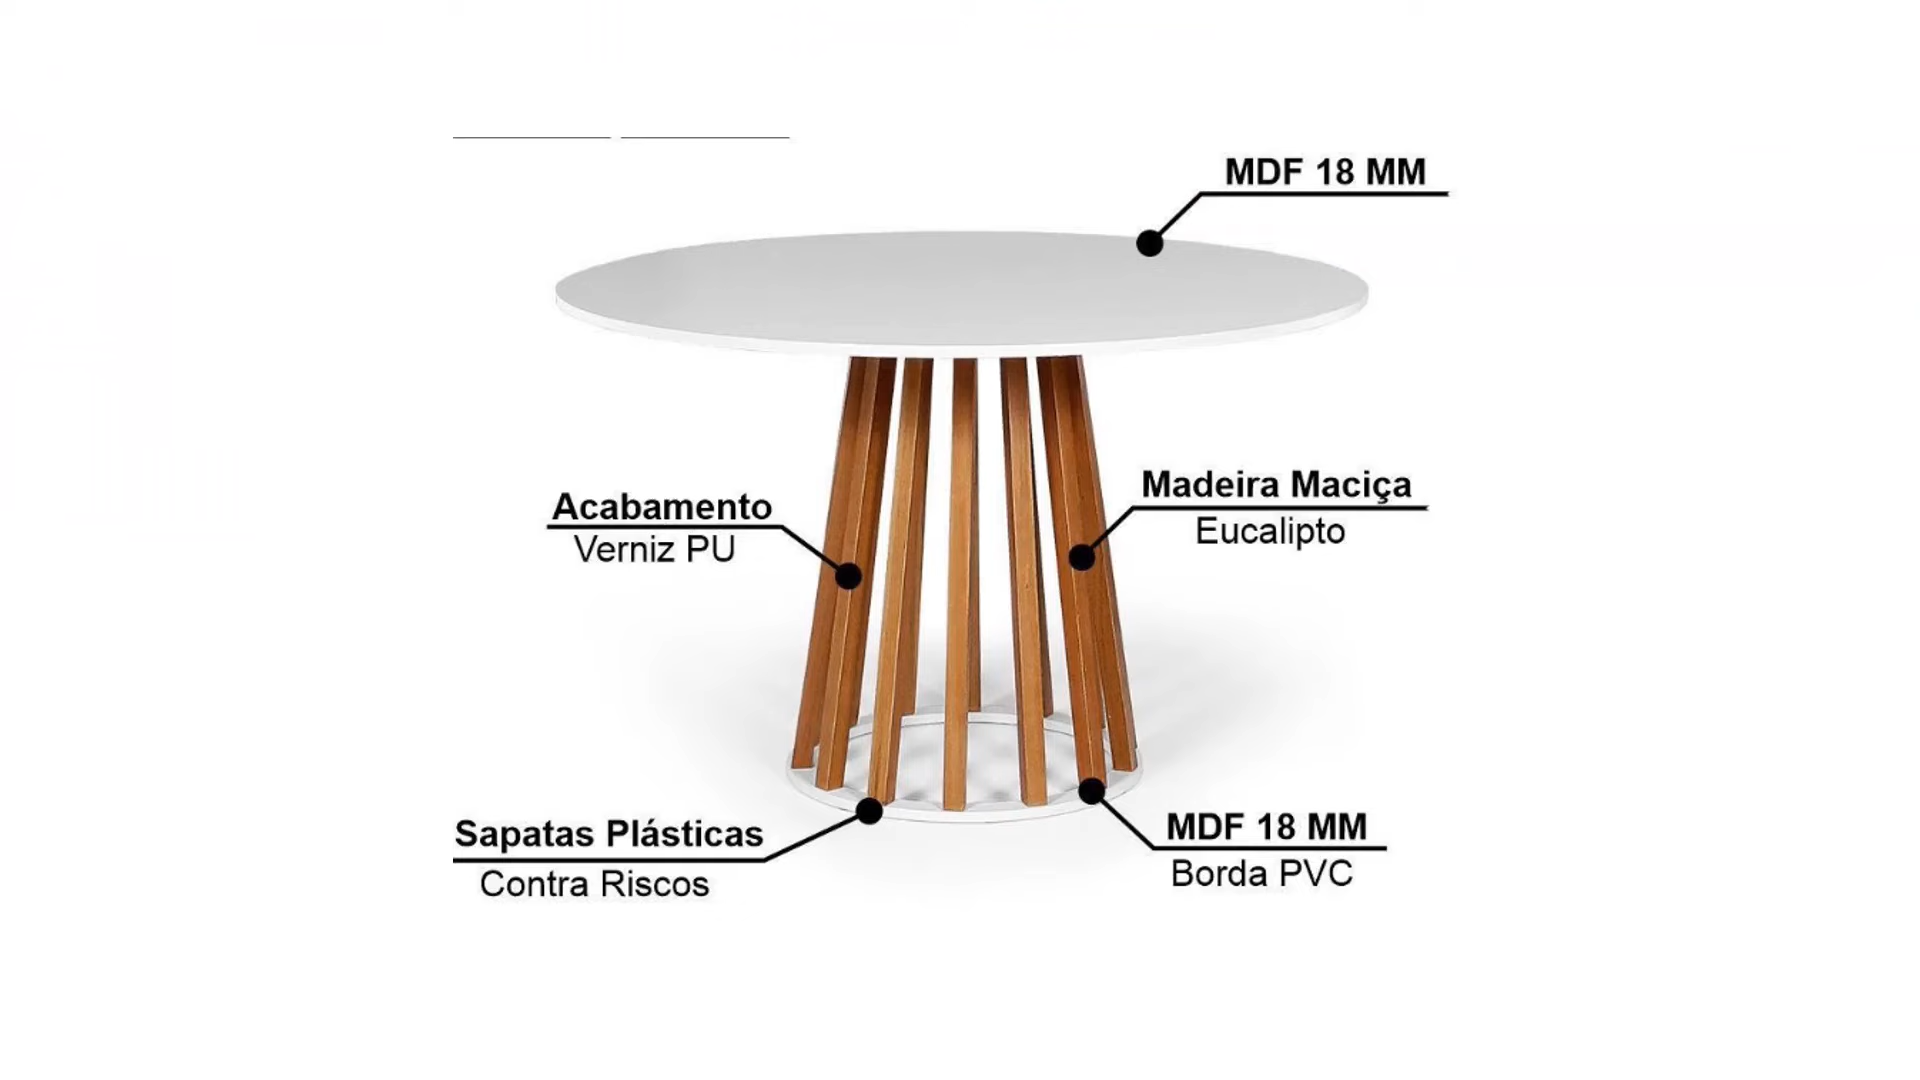 MDF 18 MM
Madeira Maciça
Eucalipto
Acabamento
Verniz PU
Sapatas Plásticas
Contra Riscos
MDF 18 MM
Borda PVC